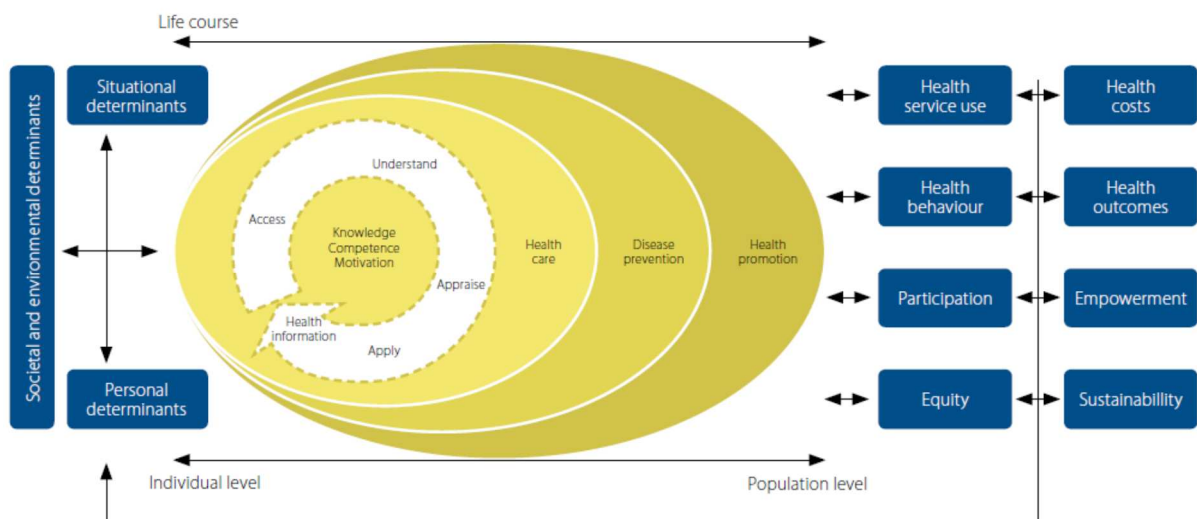 Life course
Societal and environmental determinants
Situational
determinants
Personal
determinants
Understand
Access
Knowledge
Competence
Motivation
Appraise
Health
information
Apply
Health
care
Disease
prevention
Health
promotion
Individual level
Population level
Health
service use
Health
costs
Health
behaviour
Health
outcomes
Participation
Empowerment
Equity
Sustainabillity